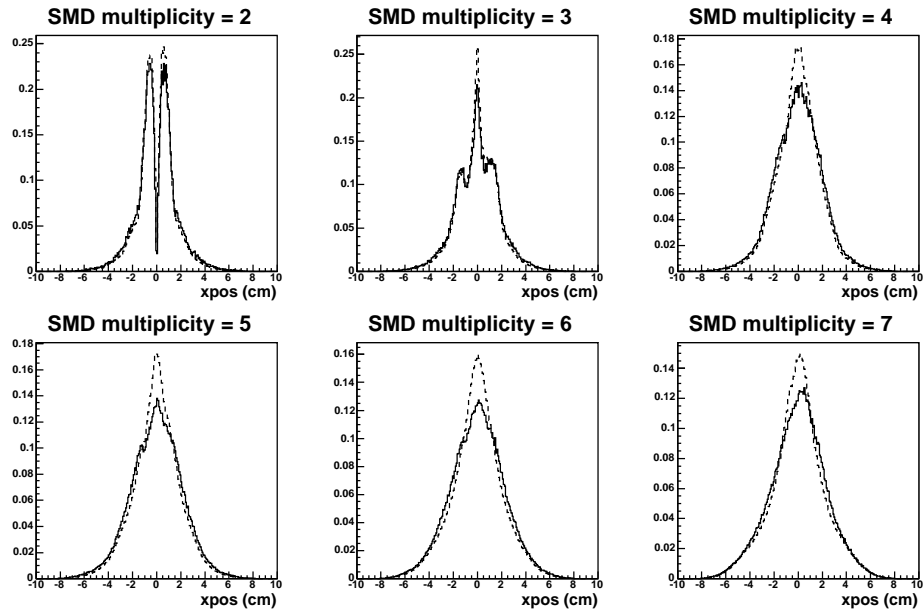 SMD multiplicity = 2
0.25
0.2
0.15
0.1
0.05
0
-10 -8 -6 -4 -2 0 2 4 6 8 10
xpos (cm)
SMD multiplicity = 3
0.25
0.2
0.15
0.1
0.05
0
-10 -8 -6 -4 -2 0 2 4 6 8 10
xpos (cm)
SMD multiplicity = 4
0.18
0.16
0.14
0.12
0.1
0.08
0.06
0.04
0.02
0
-10 -8 -6 -4 -2 0 2 4 6 8 10
xpos (cm)
SMD multiplicity = 5
0.18
0.16
0.14
0.12
0.1
0.08
0.06
0.04
0.02
0
-10 -8 -6 -4 -2 0 2 4 6 8 10
xpos (cm)
SMD multiplicity = 6
0.16
0.14
0.12
0.1
0.08
0.06
0.04
0.02
0
-10 -8 -6 -4 -2 0 2 4 6 8 10
xpos (cm)
SMD multiplicity = 7
0.14
0.12
0.1
0.08
0.06
0.04
0.02
0
-10 -8 -6 -4 -2 0 2 4 6 8 10
xpos (cm)